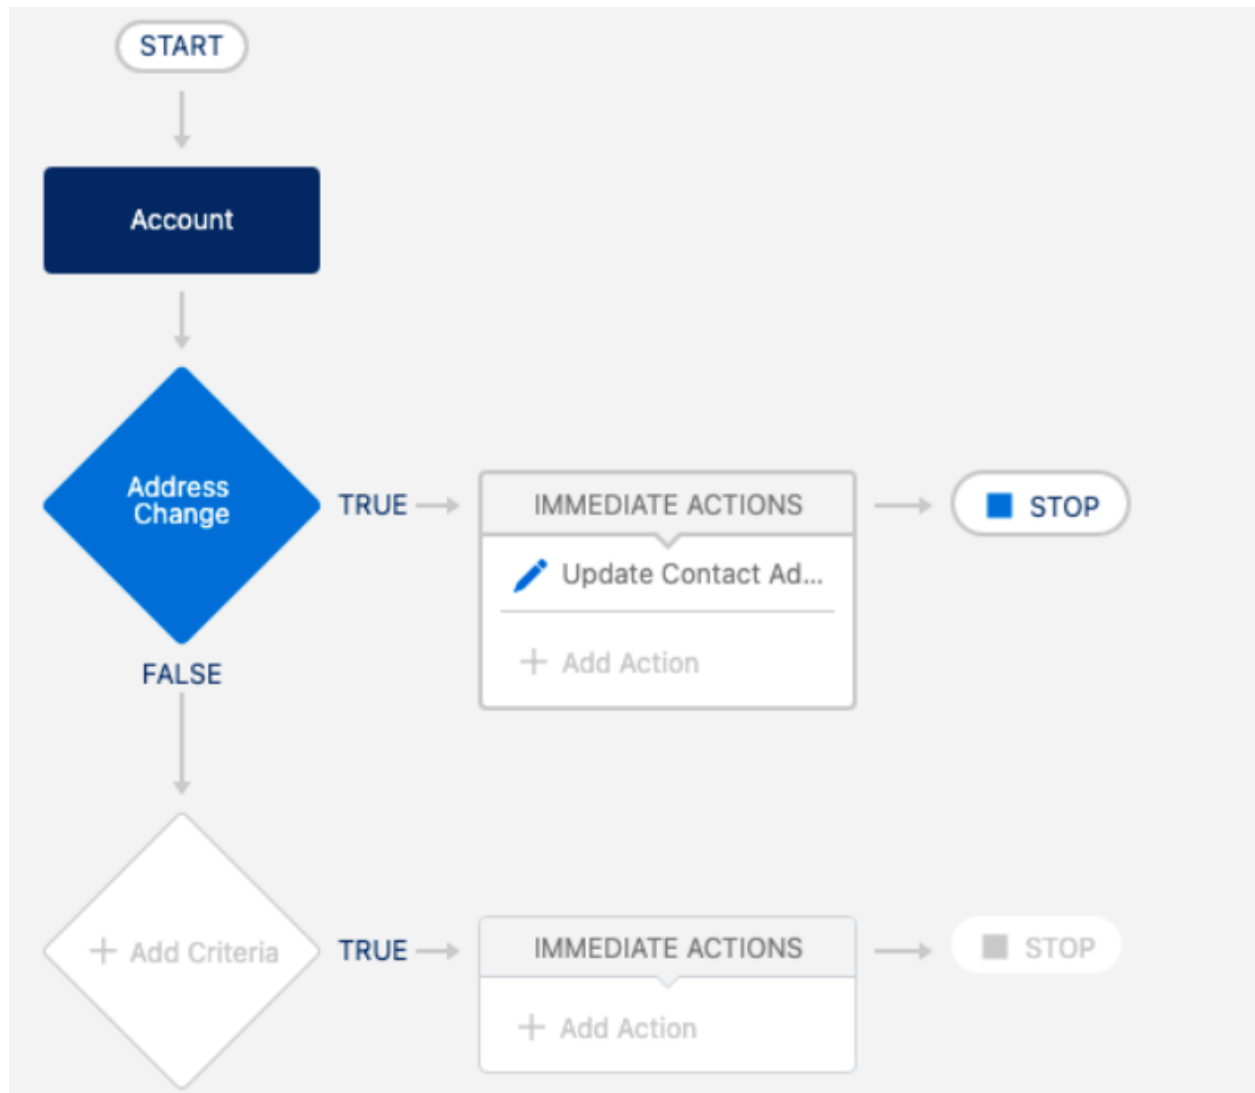 START
Account
Address
Change
TRUE
IMMEDIATE ACTIONS
STOP
Update Contact Ad...
+ Add Action
FALSE
+ Add Criteria
TRUE
IMMEDIATE ACTIONS
STOP
+ Add Action